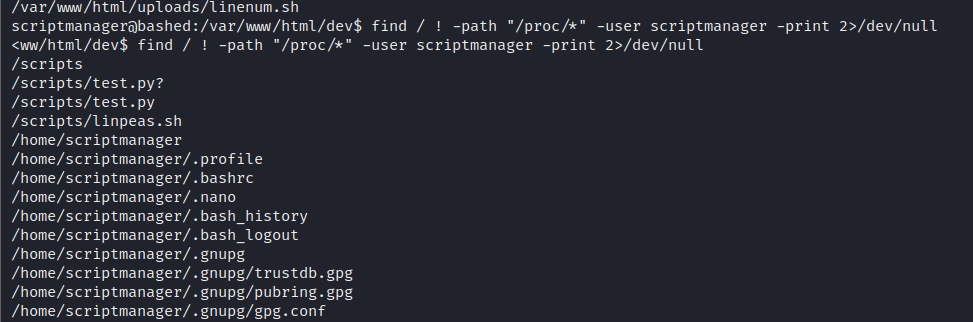 /var/www/html/uploads/linenum.sh
scriptmanager@bashed:/var/www/html/dev$ find / ! -path "/proc/*" -user scriptmanager -print 2>/dev/null
<ww/html/dev$ find / ! -path "/proc/*" -user scriptmanager -print 2>/dev/null
/scripts
/scripts/test.py?
/scripts/test.py
/scripts/linpeas.sh
/home/scriptmanager
/home/scriptmanager/.profile
/home/scriptmanager/.bashrc
/home/scriptmanager/.nano
/home/scriptmanager/.bash_history
/home/scriptmanager/.bash_logout
/home/scriptmanager/.gnupg
/home/scriptmanager/.gnupg/trustdb.gpg
/home/scriptmanager/.gnupg/pubring.gpg
/home/scriptmanager/.gnupg/gpg.conf